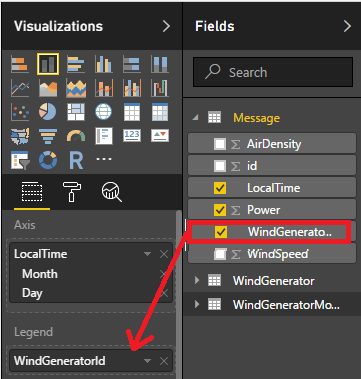 Visualizations
Fields
Search
Message
AirDensity
id
LocalTime
Power
WindGenerato..
WindSpeed
WindGenerator
WindGeneratorMo...
R
123
...
Axis
LocalTime
Month
Day
Legend
WindGeneratorId